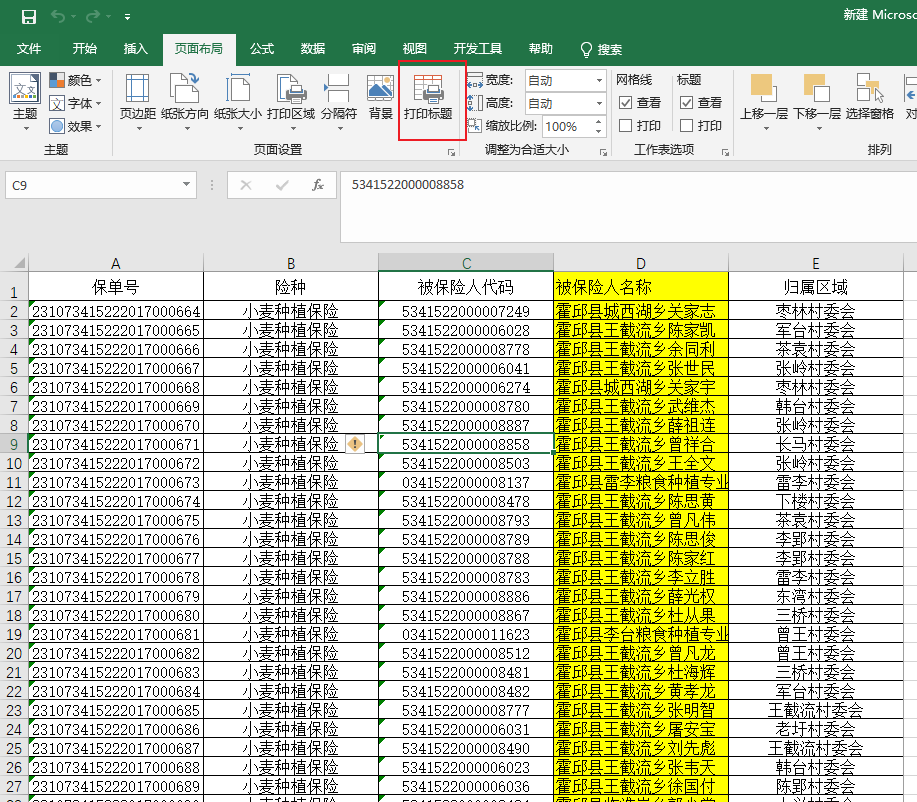 新建 Microsc
文件 开始 插入 页面布局 公式 数据 审阅 视图 开发工具 帮助 搜索
主题 颜色 字体 效果 页边距 纸张方向 纸张大小 打印区域 分隔符 背景 打印标题 宽度: 自动 高度: 自动 缩放比例: 100% 网格线 查看 打印 标题 查看 打印 上移一层 下移一层 选择窗格 对
主题 页面设置 调整为合适大小 工作表选项 排列
C9 fx 5341522000008858
A B C D E
1 保单号 险种 被保险人代码 被保险人名称 归属区域
2 231073415222017000664 小麦种植保险 5341522000007249 霍邱县城西湖乡关家志 枣林村委会
3 231073415222017000665 小麦种植保险 5341522000006028 霍邱县王截流乡陈家凯 军台村委会
4 231073415222017000666 小麦种植保险 5341522000008778 霍邱县王截流乡余同利 茶袁村委会
5 231073415222017000667 小麦种植保险 5341522000006041 霍邱县王截流乡张世民 张岭村委会
6 231073415222017000668 小麦种植保险 5341522000006274 霍邱县城西湖乡关家宇 枣林村委会
7 231073415222017000669 小麦种植保险 5341522000008780 霍邱县王截流乡武维杰 韩台村委会
8 231073415222017000670 小麦种植保险 5341522000008887 霍邱县王截流乡薛祖连 张岭村委会
9 231073415222017000671 小麦种植保险 5341522000008858 霍邱县王截流乡曾祥合 长马村委会
10 231073415222017000672 小麦种植保险 5341522000008503 霍邱县王截流乡王全文 张岭村委会
11 231073415222017000673 小麦种植保险 0341522000008137 霍邱县雷李粮食种植专业 雷李村委会
12 231073415222017000674 小麦种植保险 5341522000008478 霍邱县王截流乡陈思黄 下楼村委会
13 231073415222017000675 小麦种植保险 5341522000008793 霍邱县王截流乡曾凡伟 茶袁村委会
14 231073415222017000676 小麦种植保险 5341522000008789 霍邱县王截流乡陈思俊 李郢村委会
15 231073415222017000677 小麦种植保险 5341522000008788 霍邱县王截流乡陈家红 李郢村委会
16 231073415222017000678 小麦种植保险 5341522000008783 霍邱县王截流乡李立胜 雷李村委会
17 231073415222017000679 小麦种植保险 5341522000008886 霍邱县王截流乡薛光权 东湾村委会
18 231073415222017000680 小麦种植保险 5341522000008867 霍邱县王截流乡杜从果 三桥村委会
19 231073415222017000681 小麦种植保险 0341522000011623 霍邱县李台粮食种植专业 曾王村委会
20 231073415222017000682 小麦种植保险 5341522000008512 霍邱县王截流乡曾凡龙 曾王村委会
21 231073415222017000683 小麦种植保险 5341522000008481 霍邱县王截流乡杜海辉 三桥村委会
22 231073415222017000684 小麦种植保险 5341522000008482 霍邱县王截流乡黄孝龙 军台村委会
23 231073415222017000685 小麦种植保险 5341522000008777 霍邱县王截流乡张明智 王截流村委会
24 231073415222017000686 小麦种植保险 5341522000006031 霍邱县王截流乡屠安宝 老圩村委会
25 231073415222017000687 小麦种植保险 5341522000008490 霍邱县王截流乡刘先彪 王截流村委会
26 231073415222017000688 小麦种植保险 5341522000006023 霍邱县王截流乡张韦天 韩台村委会
27 231073415222017000689 小麦种植保险 5341522000006036 霍邱县王截流乡徐国付 陈郢村委会